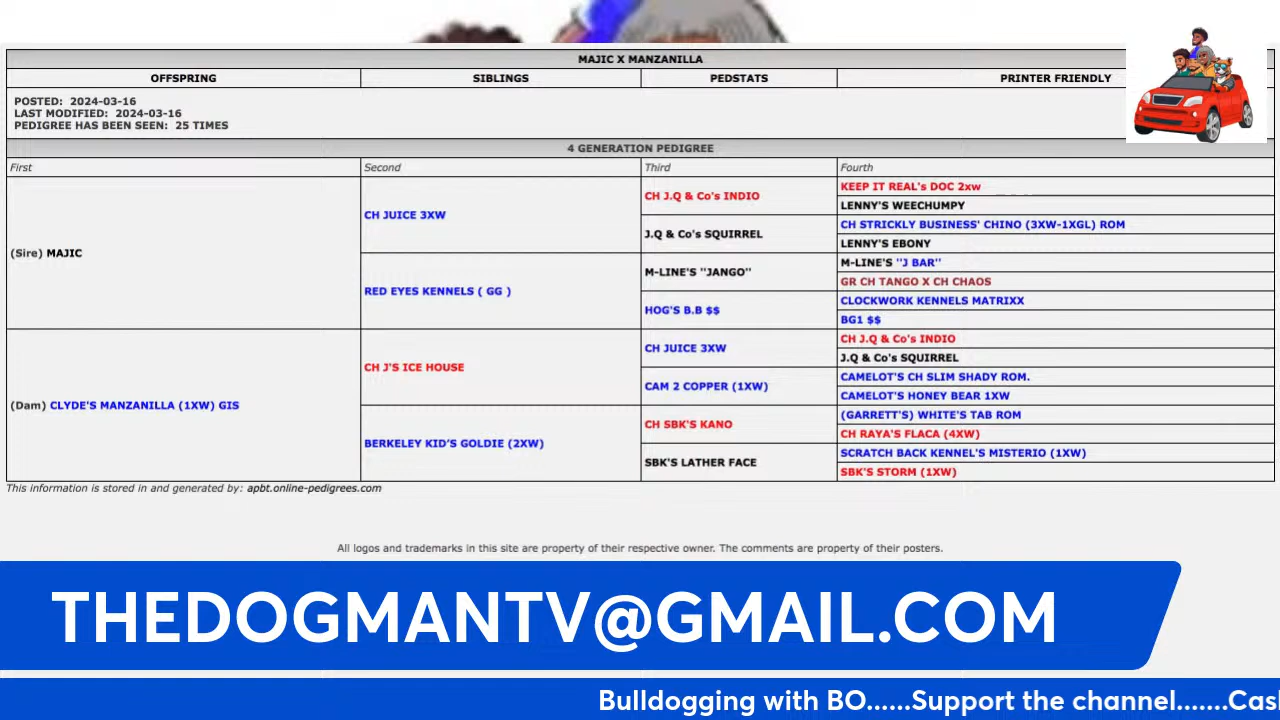 MAJIC X MANZANILLA
OFFSPRING SIBLINGS PEDSTATS PRINTER FRIENDLY
POSTED: 2024-03-16
LAST MODIFIED: 2024-03-16
PEDIGREE HAS BEEN SEEN: 25 TIMES
4 GENERATION PEDIGREE
First Second Third Fourth
(Sire) MAJIC
CH JUICE 3XW
RED EYES KENNELS ( GG )
CH J.Q & Co's INDIO
J.Q & Co's SQUIRREL
M-LINE'S "JANGO"
HOG'S B.B $$
KEEP IT REAL's DOC 2xw
LENNY'S WEECHUMPY
CH STRICKLY BUSINESS' CHINO (3XW-1XGL) ROM
LENNY'S EBONY
M-LINE'S ''J BAR''
GR CH TANGO X CH CHAOS
CLOCKWORK KENNELS MATRIXX
BG1 $$
(Dam) CLYDE'S MANZANILLA (1XW) GIS
CH J'S ICE HOUSE
BERKELEY KID'S GOLDIE (2XW)
CH JUICE 3XW
CAM 2 COPPER (1XW)
CH SBK'S KANO
SBK'S LATHER FACE
CH J.Q & Co's INDIO
J.Q & Co's SQUIRREL
CAMELOT'S CH SLIM SHADY ROM.
CAMELOT'S HONEY BEAR 1XW
(GARRETT'S) WHITE'S TAB ROM
CH RAYA'S FLACA (4XW)
SCRATCH BACK KENNEL'S MISTERIO (1XW)
SBK'S STORM (1XW)
This information is stored in and generated by: apbt.online-pedigrees.com
All logos and trademarks in this site are property of their respective owner. The comments are property of their posters.
THEDOGMANTV@GMAIL.COM
Bulldogging with BO......Support the channel.......Cas